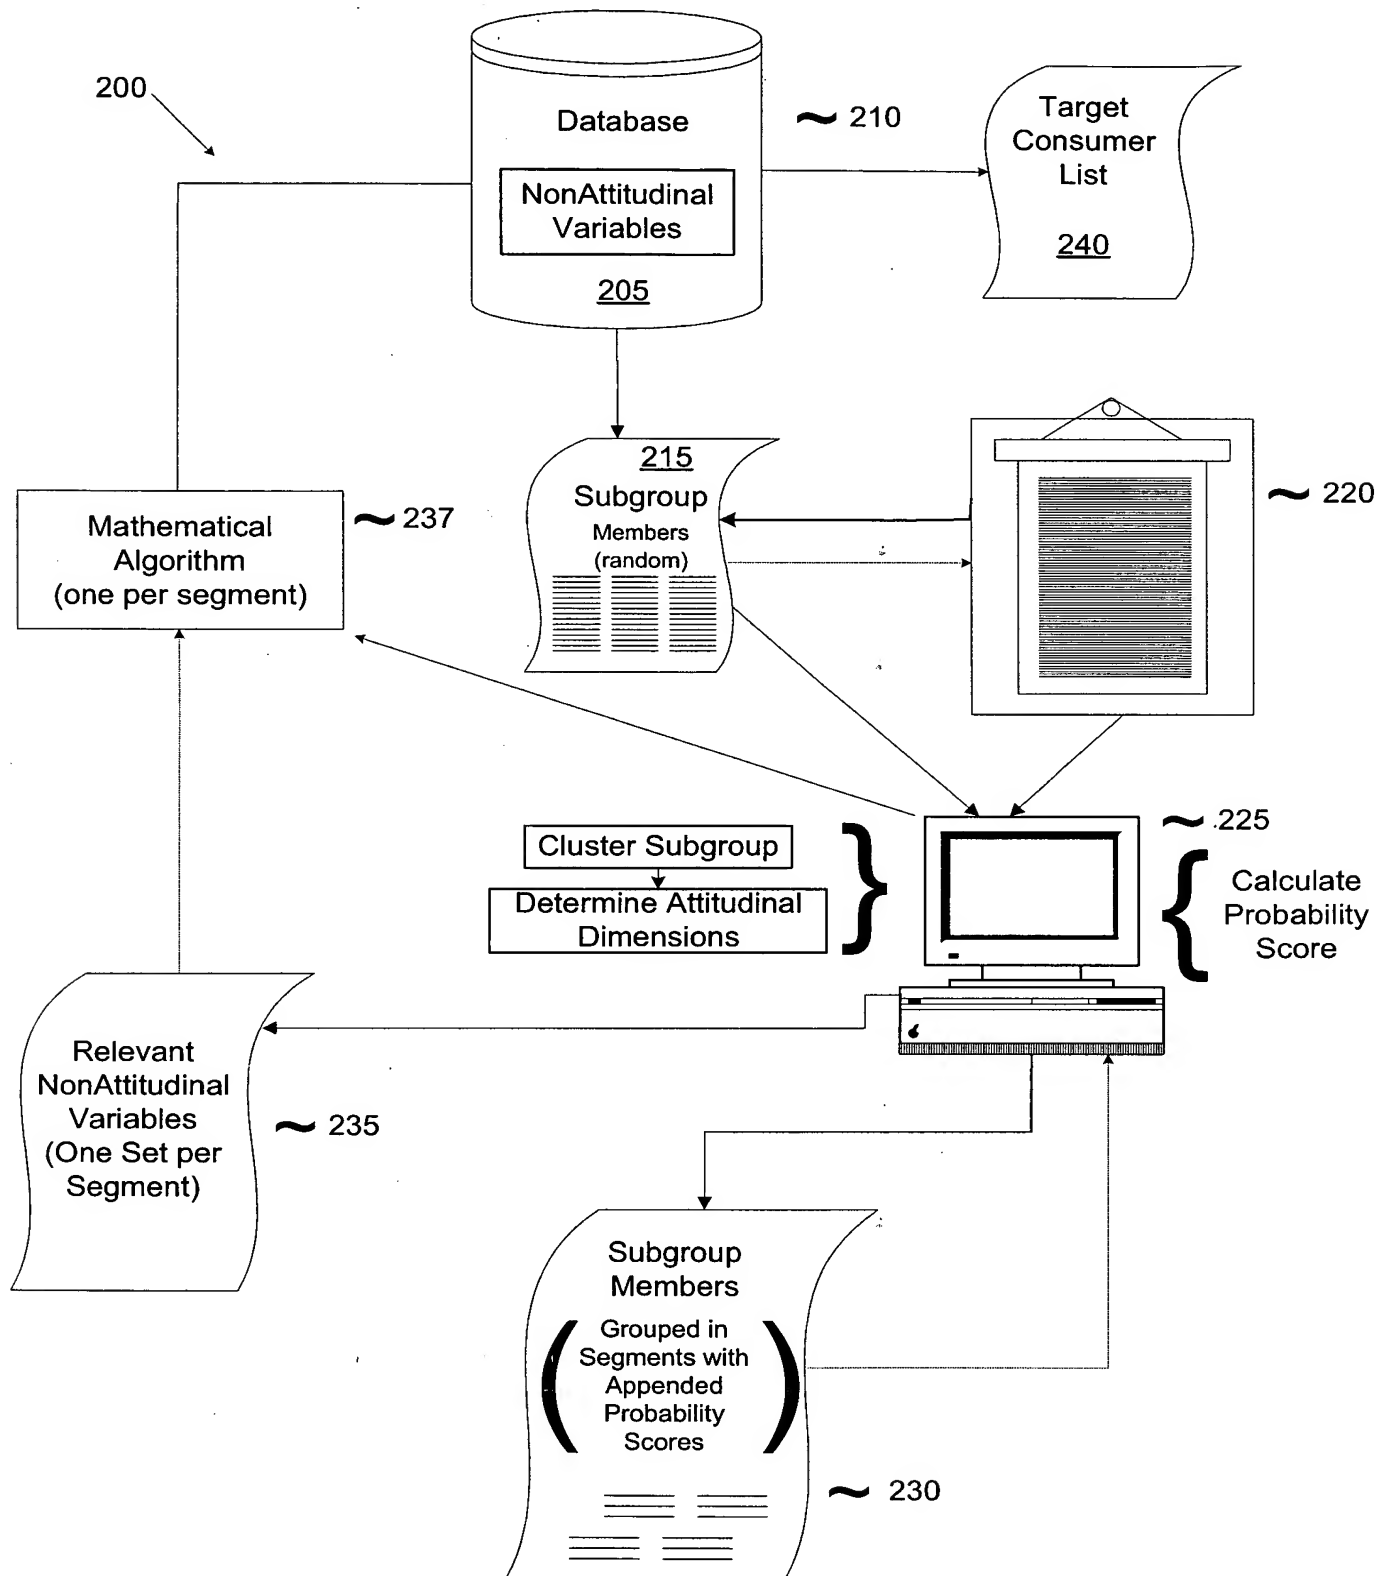 200
Database
210
NonAttitudinal
Variables
205
Target
Consumer
List
240
215
Subgroup
Members
(random)
220
Mathematical
Algorithm
(one per segment)
237
225
Cluster Subgroup
Determine Attitudinal
Dimensions
Calculate
Probability
Score
Relevant
NonAttitudinal
Variables
(One Set per
Segment)
235
Subgroup
Members
Grouped in
Segments with
Appended
Probability
Scores
230